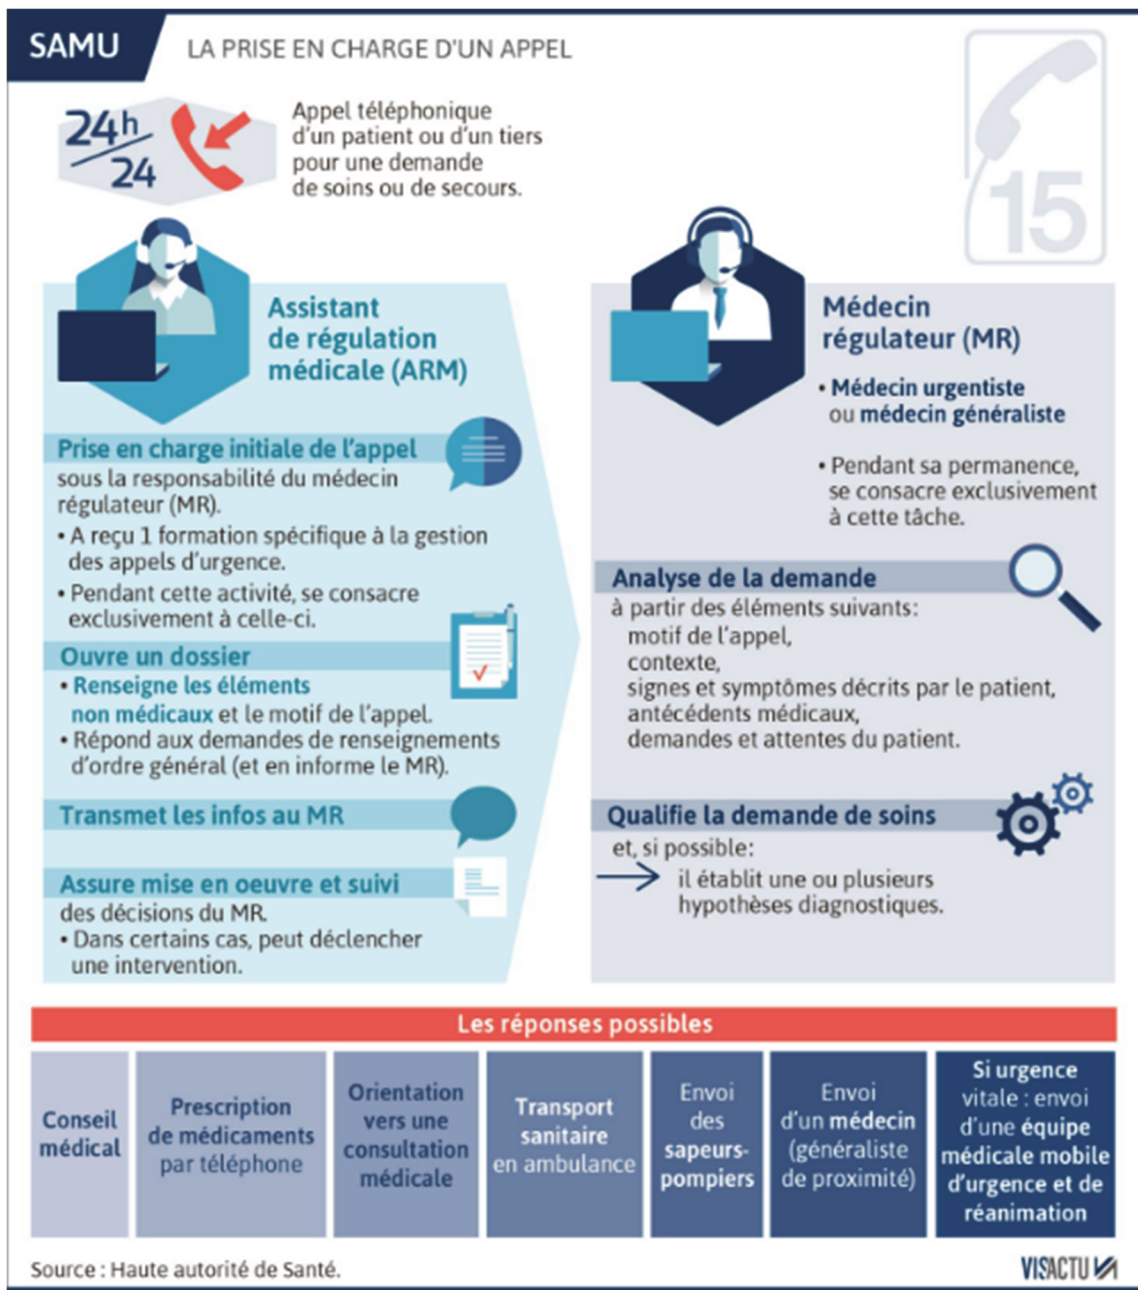 SAMU
LA PRISE EN CHARGE D'UN APPEL
24h
24
Appel téléphonique
d'un patient ou d'un tiers
pour une demande
de soins ou de secours.
15
Assistant
de régulation
médicale (ARM)
Prise en charge initiale de l'appel
sous la responsabilité du médecin
régulateur (MR).
• A reçu 1 formation spécifique à la gestion
des appels d'urgence.
• Pendant cette activité, se consacre
exclusivement à celle-ci.
Ouvre un dossier
• Renseigne les éléments
non médicaux et le motif de l'appel.
• Répond aux demandes de renseignements
d'ordre général (et en informe le MR).
Transmet les infos au MR
Assure mise en oeuvre et suivi
des décisions du MR.
• Dans certains cas, peut déclencher
une intervention.
Médecin
régulateur (MR)
• Médecin urgentiste
ou médecin généraliste
• Pendant sa permanence,
se consacre exclusivement
à cette tâche.
Analyse de la demande
à partir des éléments suivants:
motif de l'appel,
contexte,
signes et symptômes décrits par le patient,
antécédents médicaux,
demandes et attentes du patient.
Qualifie la demande de soins
et, si possible:
il établit une ou plusieurs
hypothèses diagnostiques.
Les réponses possibles
Conseil
médical
Prescription
de médicaments
par téléphone
Orientation
vers une
consultation
médicale
Transport
sanitaire
en ambulance
Envoi
des
sapeurs-
pompiers
Envoi
d'un médecin
(généraliste
de proximité)
Si urgence
vitale : envoi
d'une équipe
médicale mobile
d'urgence et de
réanimation
Source : Haute autorité de Santé.
VISACTU